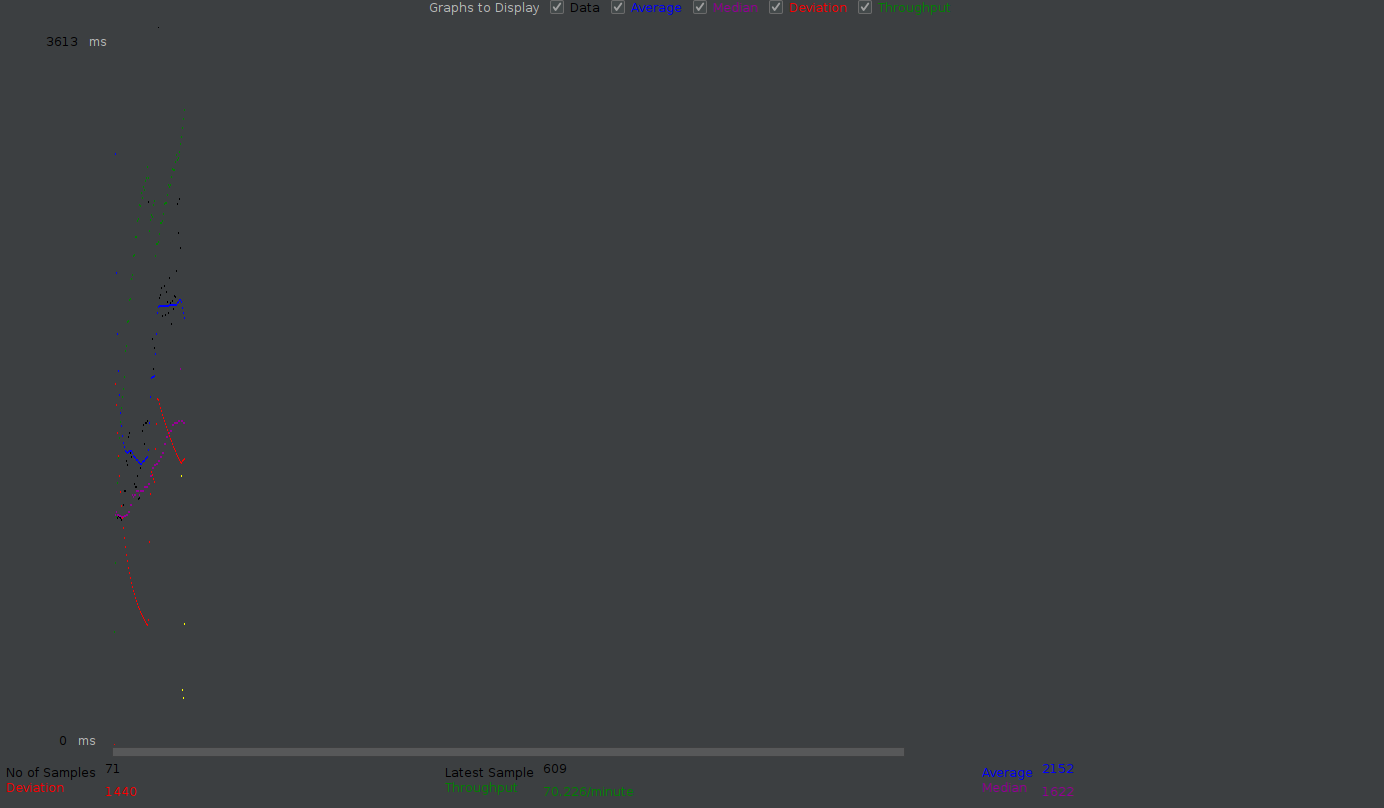 Graphs to Display Data Average Median Deviation Throughput
3613 ms
0 ms
No of Samples 71 Latest Sample 609 Average 2152
Deviation 1440 Throughput 70.226/minute Median